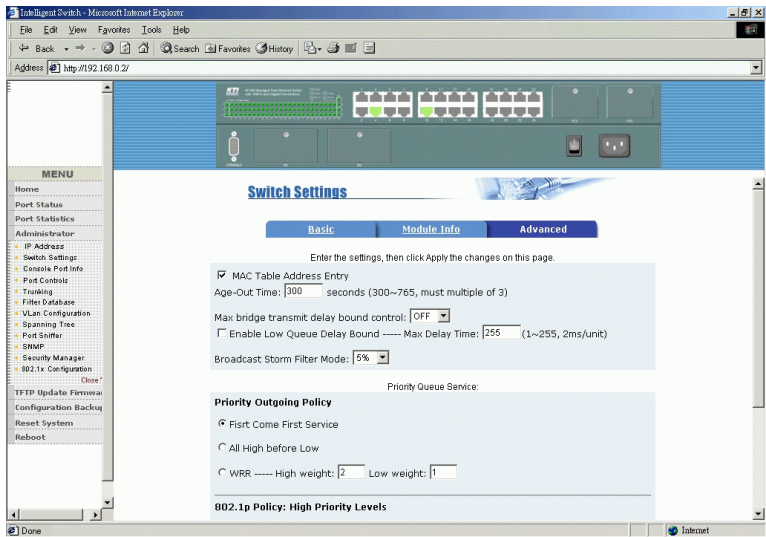 Intelligent Switch - Microsoft Internet Explorer
File Edit View Favorites Tools Help
Back Search Favorites History
Address http://192.168.0.2/
CONSOLE
MENU
Home
Port Status
Port Statistics
Administrator
IP Address
Switch Settings
Console Port Info
Port Controls
Trunking
Filter Database
VLan Configuration
Spanning Tree
Port Sniffer
SNMP
Security Manager
802.1x Configuration
Close
TFTP Update Firmwar
Configuration Backup
Reset System
Reboot
Switch Settings
Basic Module Info Advanced
Enter the settings, then click Apply the changes on this page.
MAC Table Address Entry
Age-Out Time: 300 seconds (300~765, must multiple of 3)
Max bridge transmit delay bound control: OFF
Enable Low Queue Delay Bound ----- Max Delay Time: 255 (1~255, 2ms/unit)
Broadcast Storm Filter Mode: 5%
Priority Queue Service:
Priority Outgoing Policy
Fisrt Come First Service
All High before Low
WRR ----- High weight: 2 Low weight: 1
802.1p Policy: High Priority Levels
Done Internet